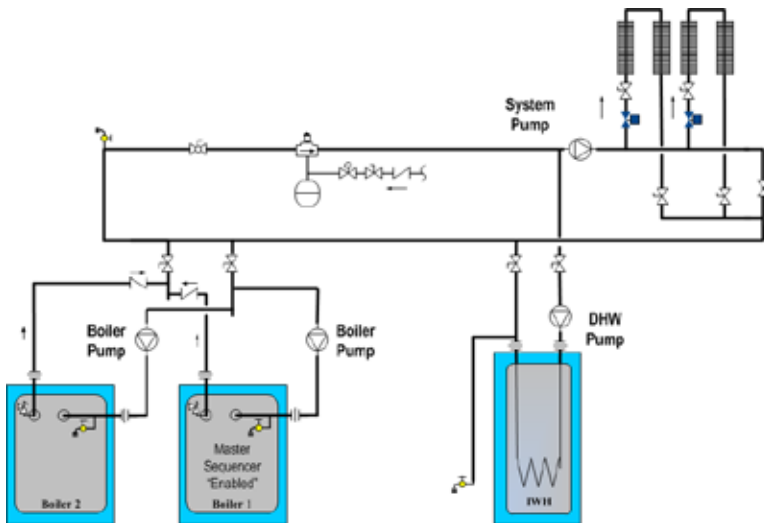 System
Pump
Boiler
Pump
Boiler
Pump
DHW
Pump
Master
Sequencer
"Enabled"
Boiler 2
Boiler 1
IWH